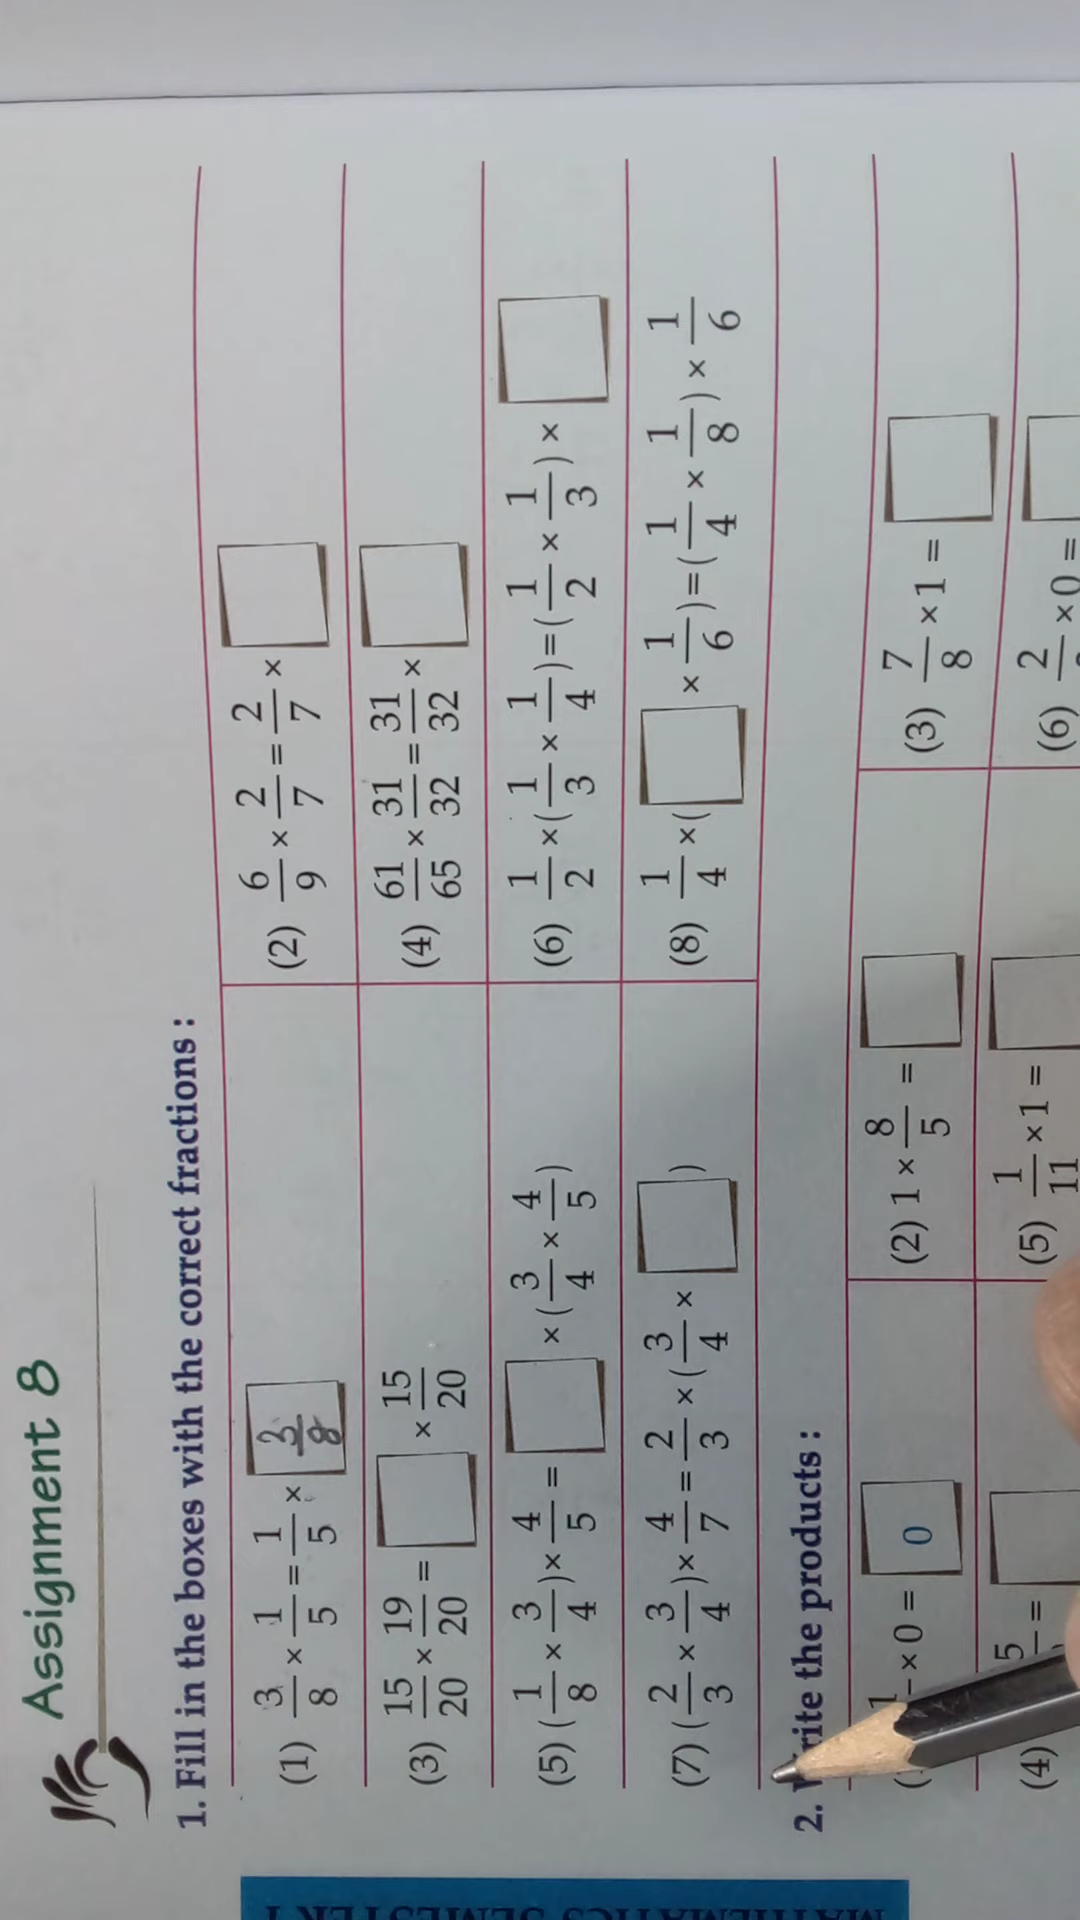 Assignment 8
1. Fill in the boxes with the correct fractions :
(1) 3/8 × 1/5 = 1/5 × 3/8
(2) 6/9 × 2/7 = 2/7 ×
(3) 15/20 × 19/20 = × 15/20
(4) 61/65 × 31/32 = 31/32 ×
(5) (1/8 × 3/4) × 4/5 = × (3/4 × 4/5)
(6) 1/2 × (1/3 × 1/4) = (1/2 × 1/3) ×
(7) (2/3 × 3/4) × 4/7 = 2/3 × (3/4 × )
(8) 1/4 × ( × 1/6) = (1/4 × 1/8) × 1/6
2. Write the products :
× 0 = 0
(2) 1 × 8/5 =
(3) 7/8 × 1 =
(4) 5 =
(5) 1/11 × 1 =
(6) 2 × 0 =
MATHEMATICS SEMESTER 1